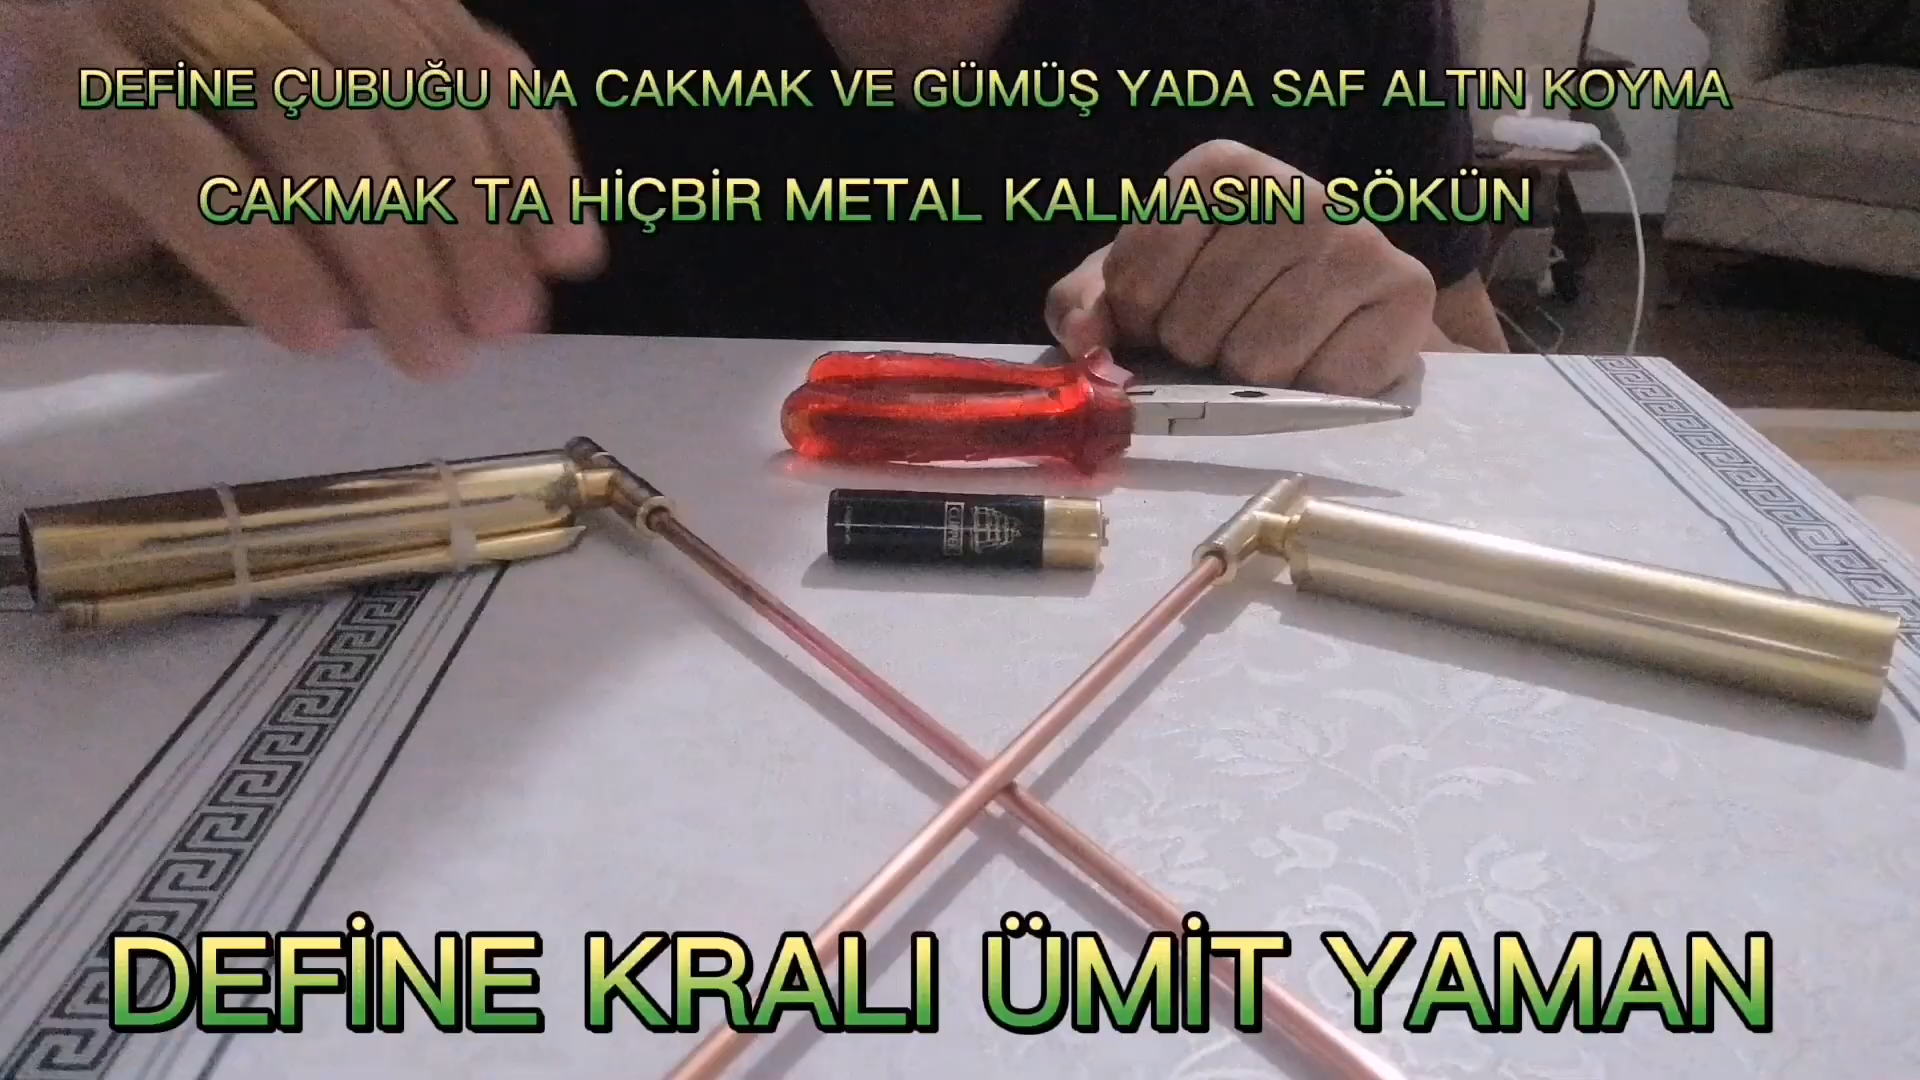 DEFİNE ÇUBUĞU NA CAKMAK VE GÜMÜŞ YADA SAF ALTIN KOYMA
CAKMAK TA HİÇBİR METAL KALMASIN SÖKÜN
CLIPPER
DEFİNE KRALI ÜMİT YAMAN